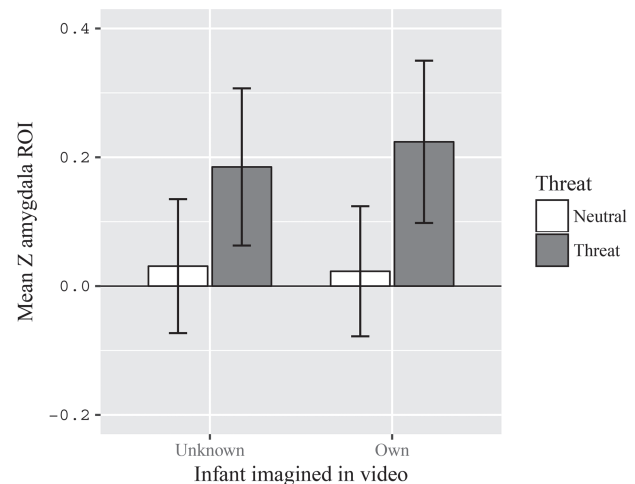 0.4
0.2
0.0
−0.2
Mean Z amygdala ROI
Unknown
Own
Infant imagined in video
Threat
Neutral
Threat